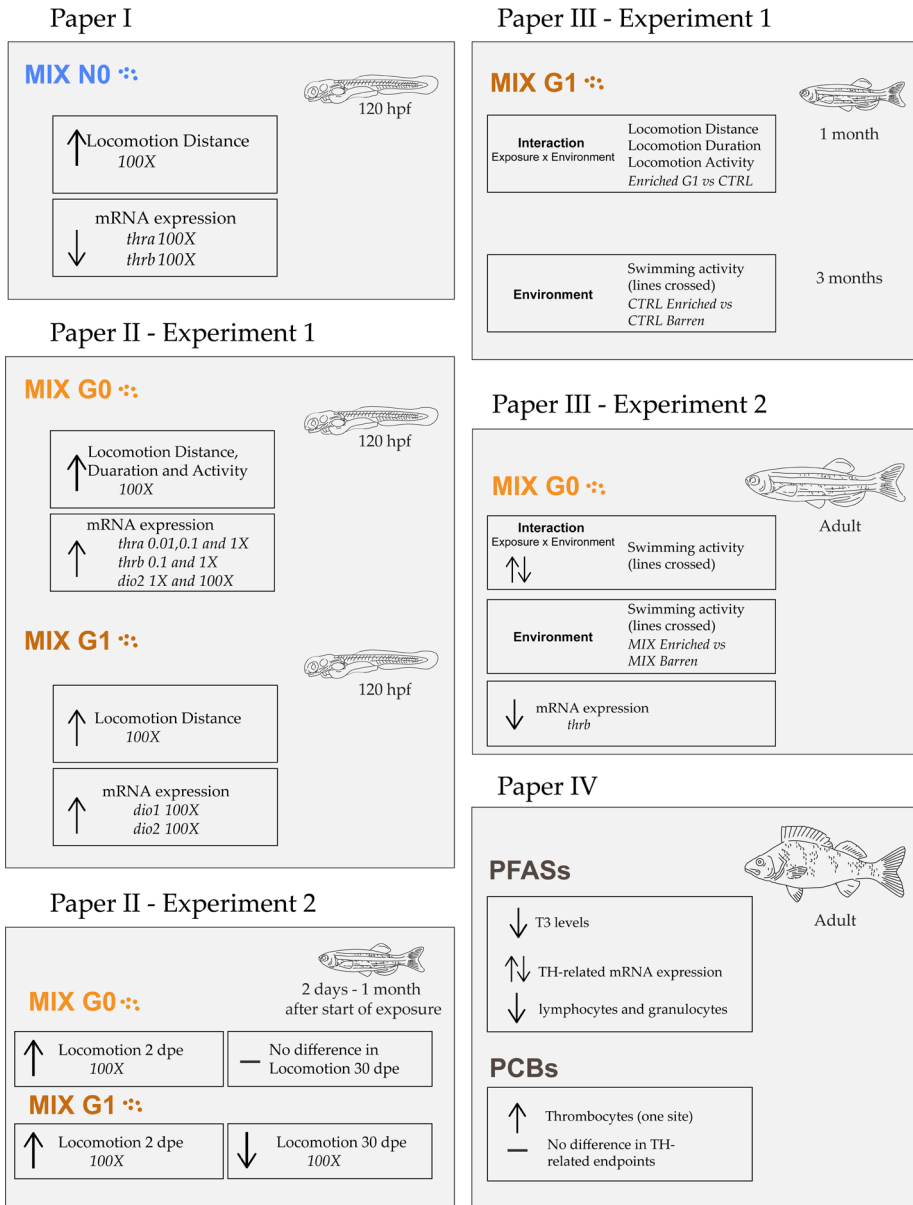 Paper I
MIX N0
120 hpf
Locomotion Distance
100X
mRNA expression
thra 100X
thrb 100X
Paper II - Experiment 1
MIX G0
120 hpf
Locomotion Distance,
Duaration and Activity
100X
mRNA expression
thra 0.01,0.1 and 1X
thrb 0.1 and 1X
dio2 1X and 100X
MIX G1
120 hpf
Locomotion Distance
100X
mRNA expression
dio1 100X
dio2 100X
Paper II - Experiment 2
2 days - 1 month
after start of exposure
MIX G0
Locomotion 2 dpe
100X
No difference in
Locomotion 30 dpe
MIX G1
Locomotion 2 dpe
100X
Locomotion 30 dpe
100X
Paper III - Experiment 1
MIX G1
1 month
Interaction
Exposure x Environment
Locomotion Distance
Locomotion Duration
Locomotion Activity
Enriched G1 vs CTRL
3 months
Environment
Swimming activity
(lines crossed)
CTRL Enriched vs
CTRL Barren
Paper III - Experiment 2
MIX G0
Adult
Interaction
Exposure x Environment
Swimming activity
(lines crossed)
Environment
Swimming activity
(lines crossed)
MIX Enriched vs
MIX Barren
mRNA expression
thrb
Paper IV
PFASs
Adult
T3 levels
TH-related mRNA expression
lymphocytes and granulocytes
PCBs
Thrombocytes (one site)
No difference in TH-
related endpoints